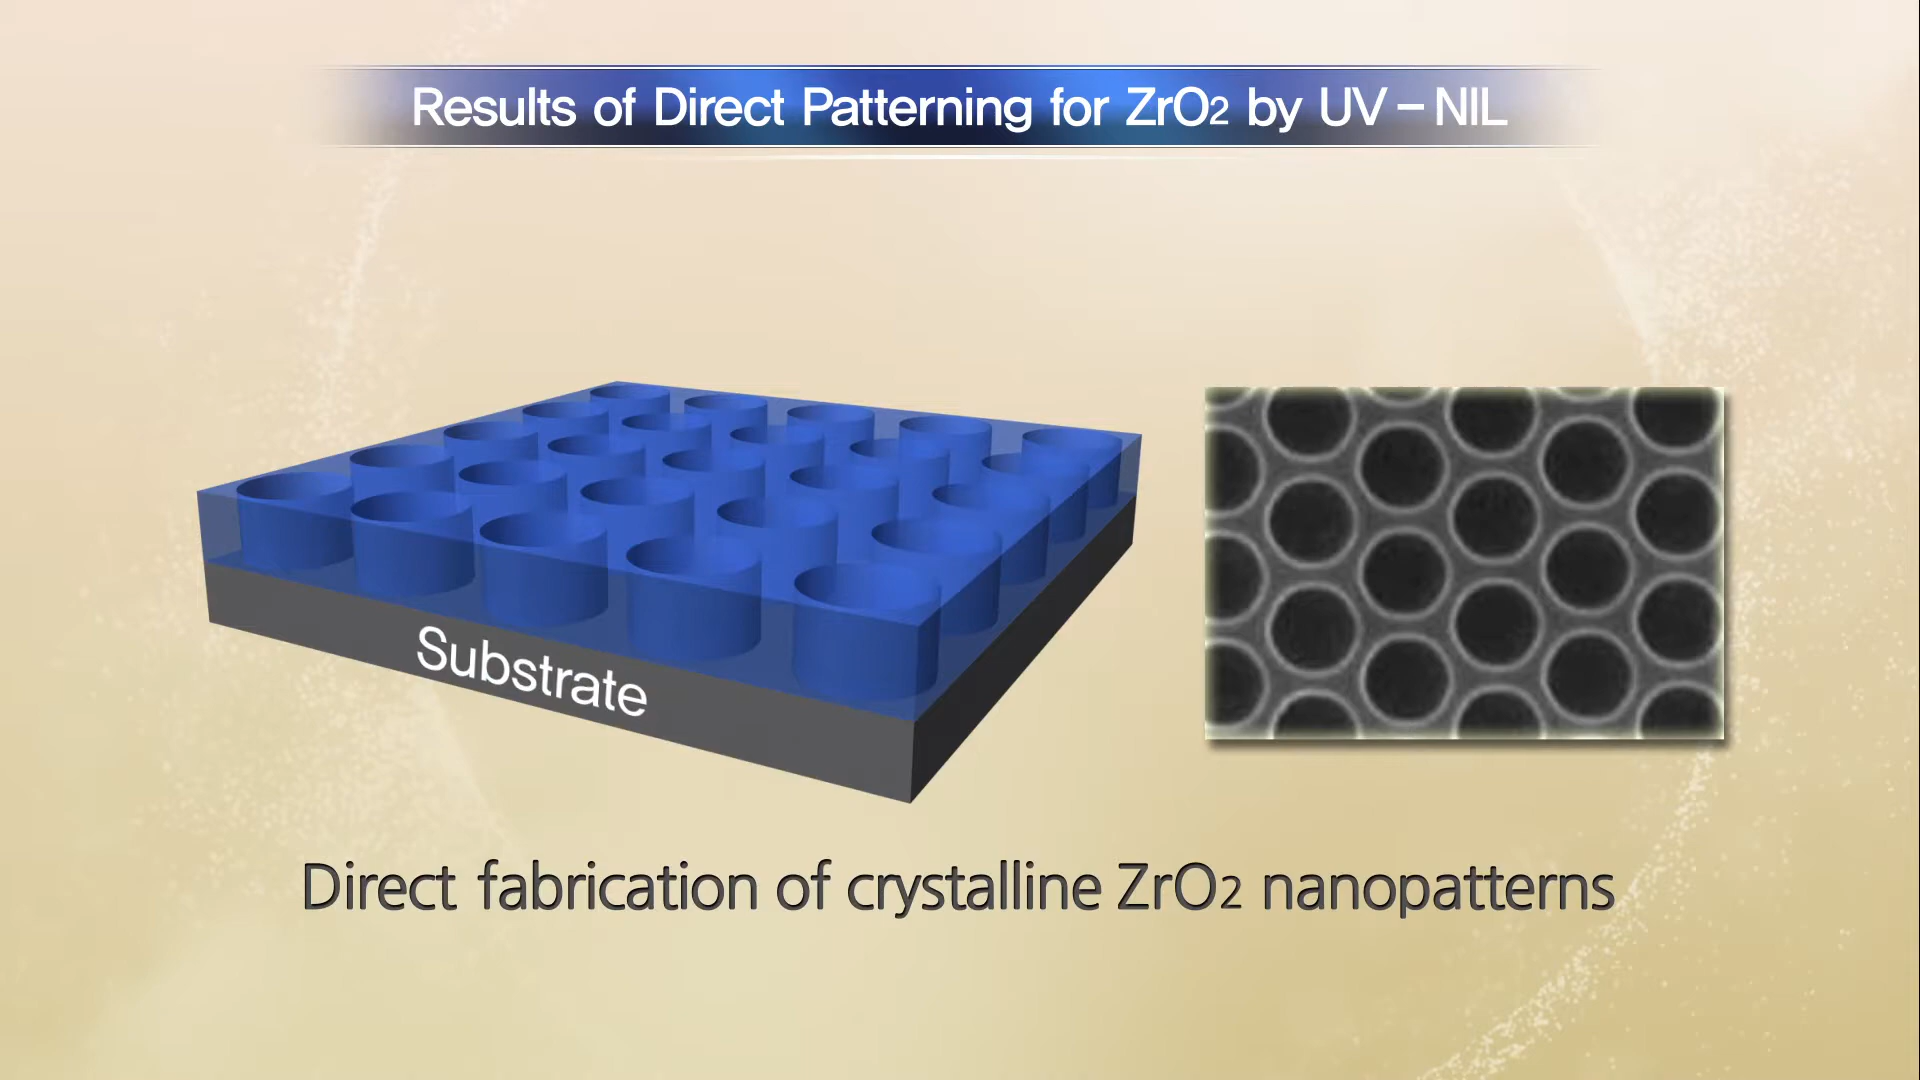 Results of Direct Patterning for ZrO2 by UV-NIL
Substrate
Direct fabrication of crystalline ZrO2 nanopatterns